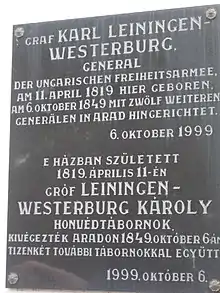 GRAF KARL LEININGEN-
WESTERBURG,
GENERAL
DER UNGARISCHEN FREIHEITSARMEE,
AM 11. APRIL 1819 HIER GEBOREN,
AM 6. OKTOBER 1849 MIT ZWÖLF WEITEREN
GENERÄLEN IN ARAD HINGERICHTET.
6. OKTOBER 1999
E HÁZBAN SZÜLETETT
1819. ÁPRILIS 11-ÉN
GRÓF LEININGEN-
WESTERBURG KÁROLY
HONVÉDTÁBORNOK,
KIVÉGEZTÉK ARADON 1849. OKTÓBER 6-ÁN
TIZENKÉT TOVÁBBI TÁBORNOKKAL EGYÜTT
1999. OKTÓBER 6.